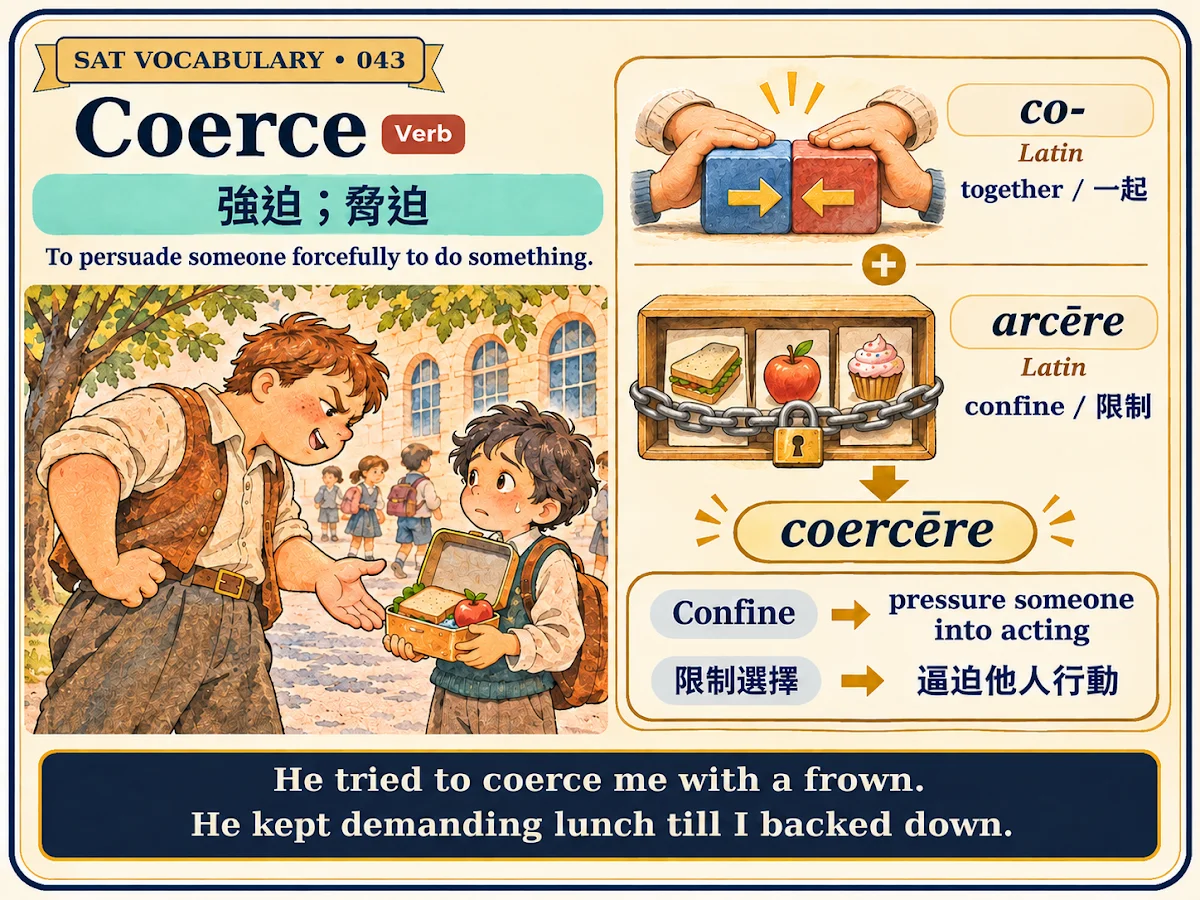 SAT VOCABULARY • 043
Coerce
Verb
強迫；脅迫
To persuade someone forcefully to do something.
co-
Latin
together / 一起
+
arcēre
Latin
confine / 限制
coercēre
Confine
pressure someone
into acting
限制選擇
逼迫他人行動
He tried to coerce me with a frown.
He kept demanding lunch till I backed down.